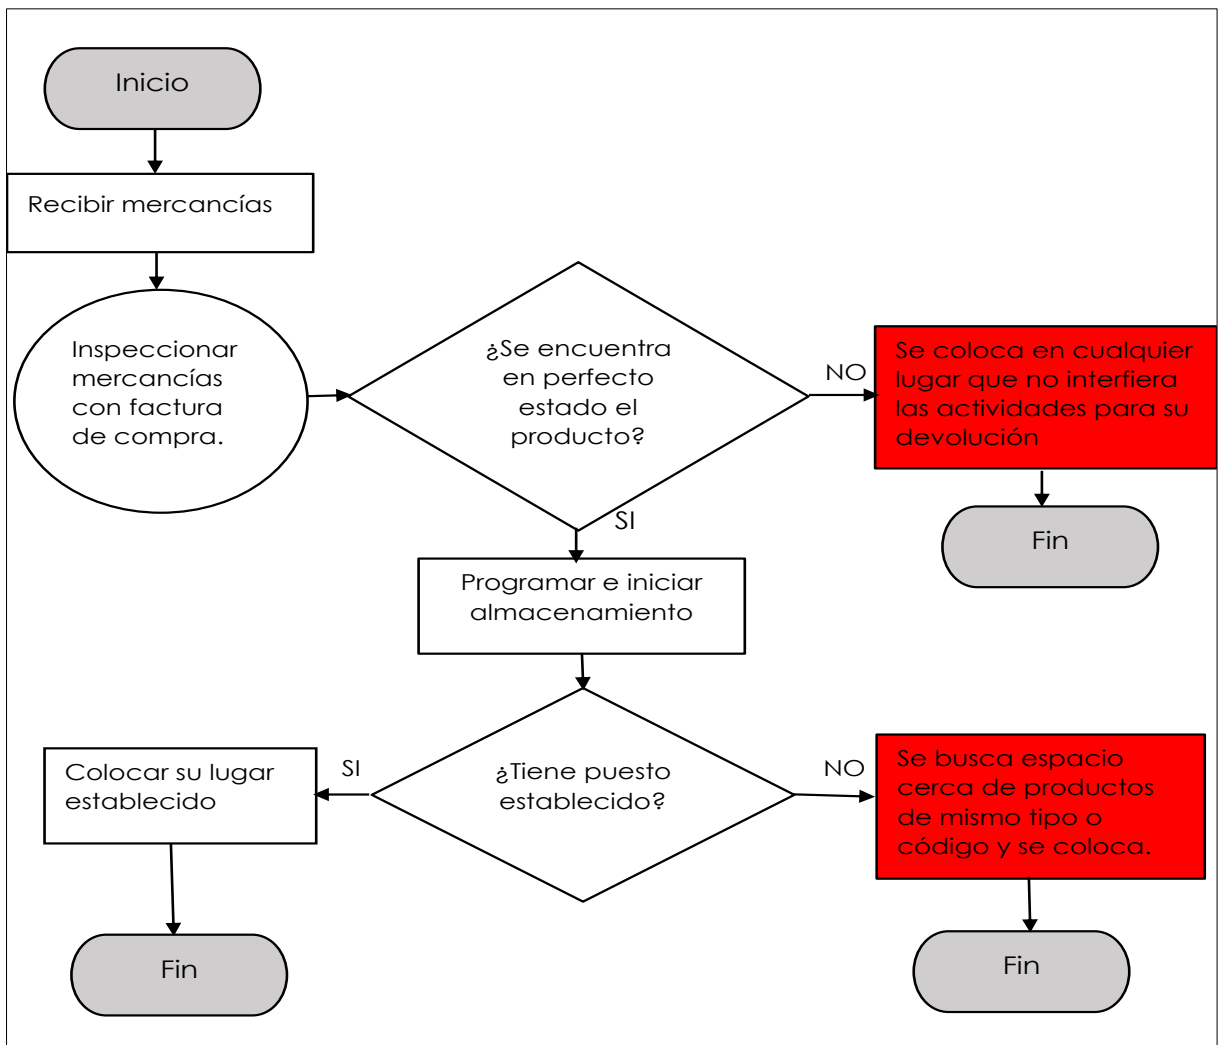 Inicio
Recibir mercancías
Inspeccionar
mercancías
con factura
de compra.
¿Se encuentra
en perfecto
estado el
producto?
NO
Se coloca en cualquier
lugar que no interfiera
las actividades para su
devolución
Fin
SI
Programar e iniciar
almacenamiento
¿Tiene puesto
establecido?
SI
Colocar su lugar
establecido
Fin
NO
Se busca espacio
cerca de productos
de mismo tipo o
código y se coloca.
Fin